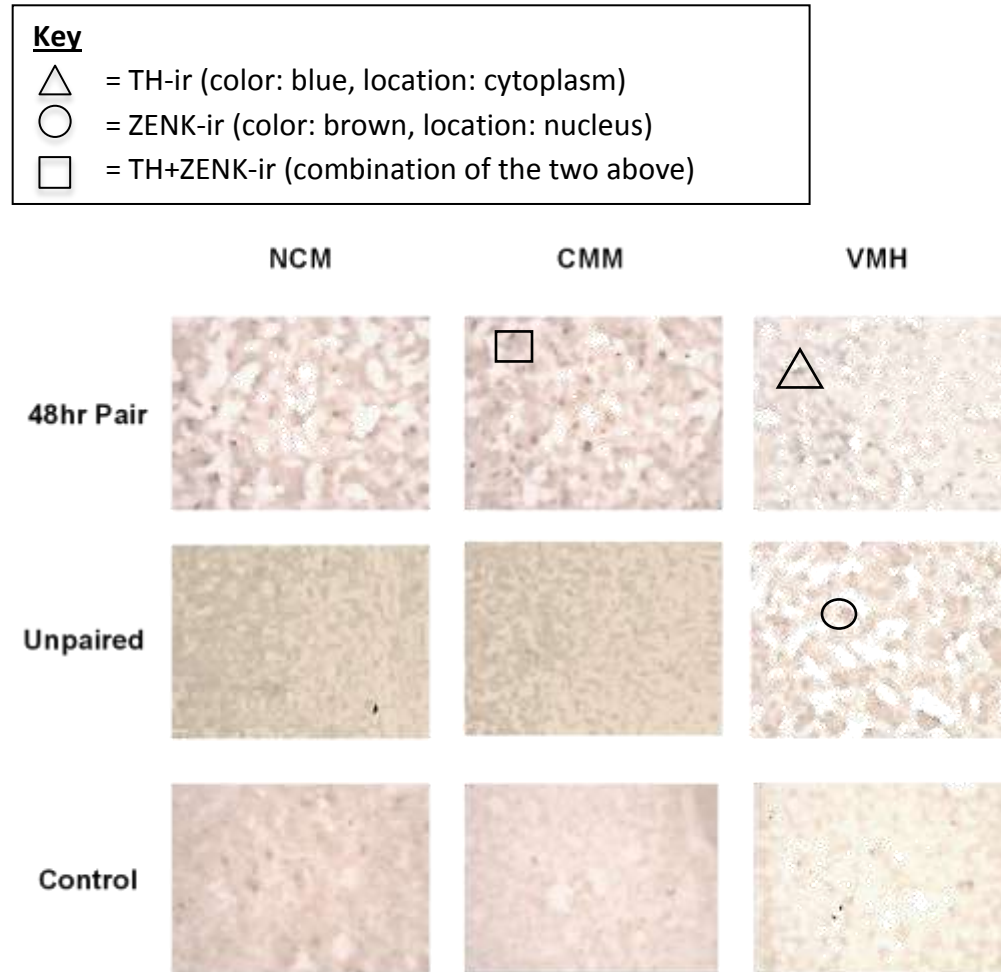 Key
= TH-ir (color: blue, location: cytoplasm)
= ZENK-ir (color: brown, location: nucleus)
= TH+ZENK-ir (combination of the two above)
NCM CMM VMH
48hr Pair
Unpaired
Control